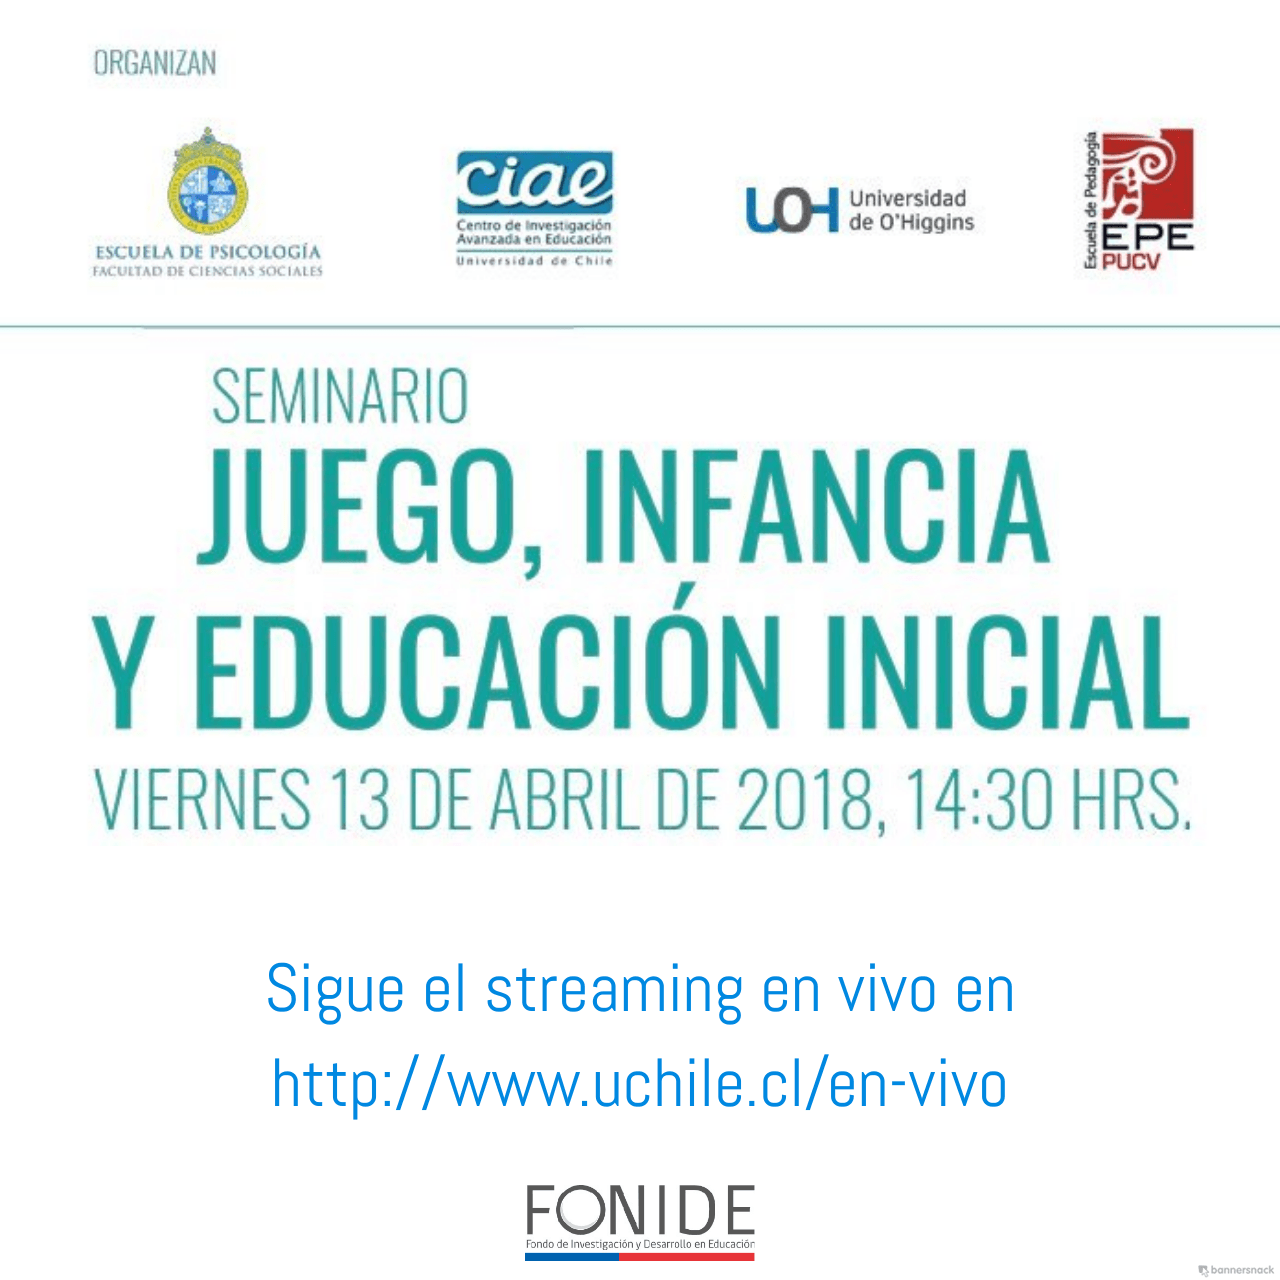 ORGANIZAN
ESCUELA DE PSICOLOGÍA
FACULTAD DE CIENCIAS SOCIALES
ciae
Centro de Investigación
Avanzada en Educación
Universidad de Chile
UOH
Universidad
de O'Higgins
Escuela de Pedagogía
EPE
PUCV
SEMINARIO
JUEGO, INFANCIA
Y EDUCACIÓN INICIAL
VIERNES 13 DE ABRIL DE 2018, 14:30 HRS.
Sigue el streaming en vivo en
http://www.uchile.cl/en-vivo
FONIDE
Fondo de Investigación y Desarrollo en Educación
bannersnack